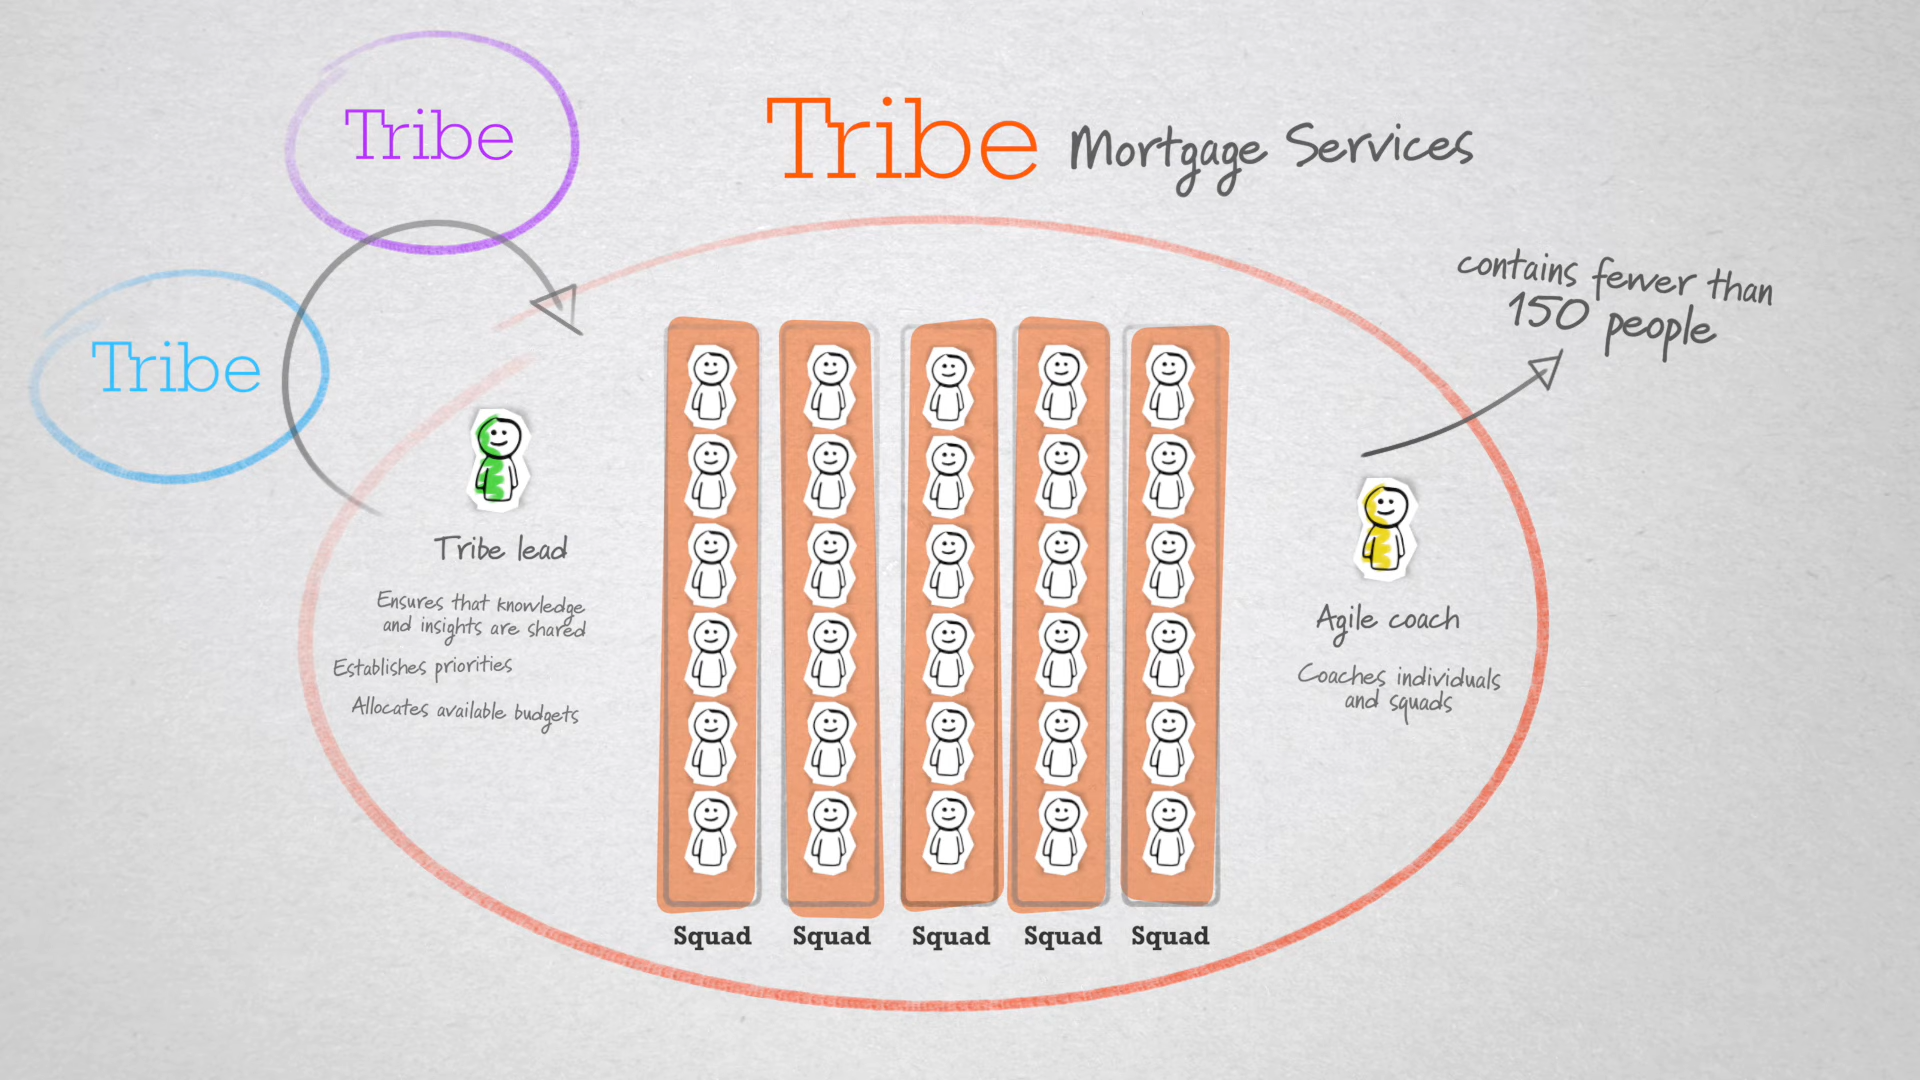 Tribe
Tribe
Tribe Mortgage Services
contains fewer than
150 people
Tribe lead
Ensures that knowledge
and insights are shared
Establishes priorities
Allocates available budgets
Agile coach
Coaches individuals
and squads
Squad Squad Squad Squad Squad